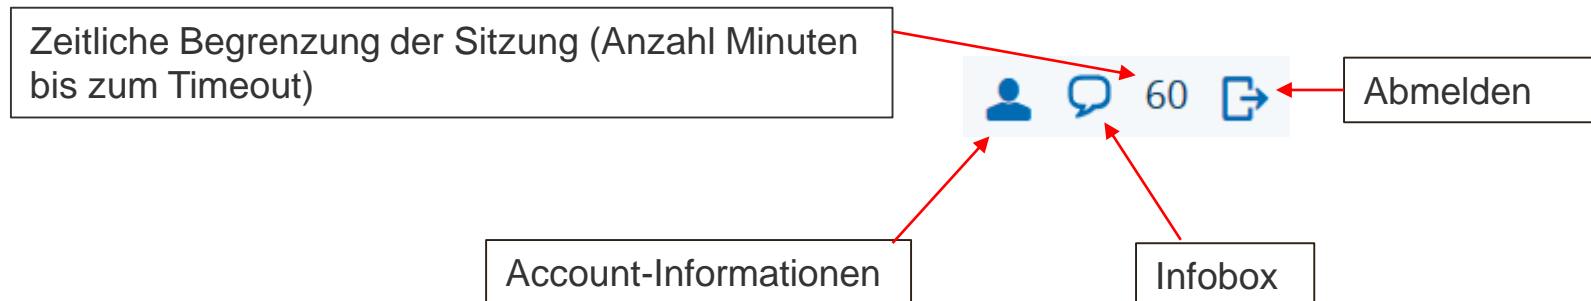 Zeitliche Begrenzung der Sitzung (Anzahl Minuten
bis zum Timeout)
60
Abmelden
Account-Informationen
Infobox